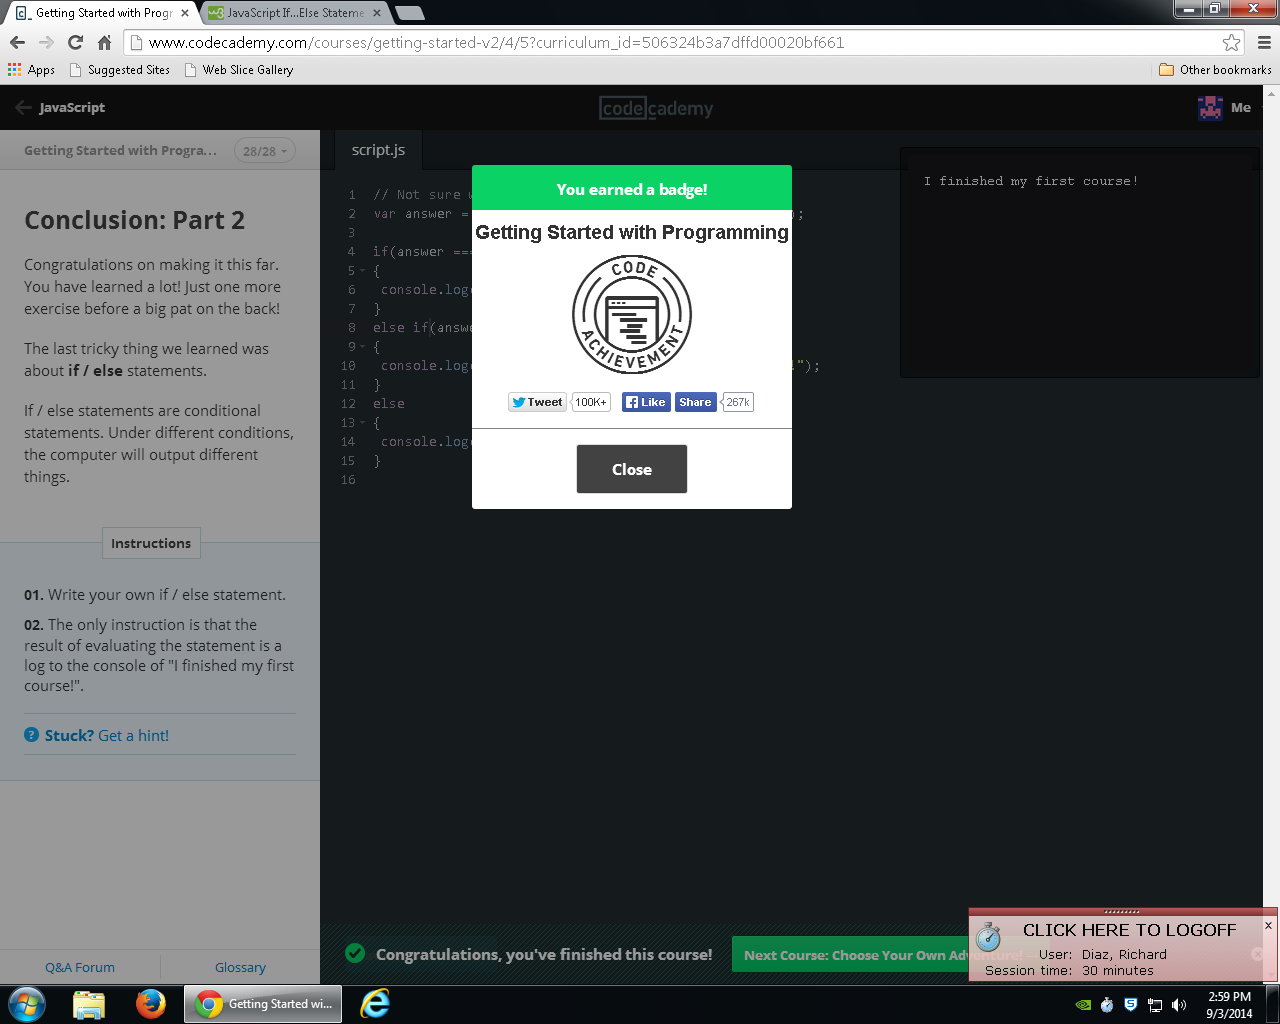 Getting Started with Progr
JavaScript If...Else Stateme
www.codecademy.com/courses/getting-started-v2/4/5?curriculum_id=506324b3a7dffd00020bf661
Apps
Suggested Sites
Web Slice Gallery
Other bookmarks
JavaScript
codecademy
Me
Getting Started with Progra...
28/28
script.js
Conclusion: Part 2
Congratulations on making it this far.
You have learned a lot! Just one more
exercise before a big pat on the back!
The last tricky thing we learned was
about if / else statements.
If / else statements are conditional
statements. Under different conditions,
the computer will output different
things.
Instructions
01. Write your own if / else statement.
02. The only instruction is that the
result of evaluating the statement is a
log to the console of "I finished my first
course!".
Stuck? Get a hint!
Q&A Forum
Glossary
1 // Not sure
2 var answer = );
3
4 if(answer ===
5 {
6 console.log
7 }
8 else if(answ
9 {
10 console.log ");
11 }
12 else
13 {
14 console.log
15 }
16
You earned a badge!
Getting Started with Programming
CODE
ACHIEVEMENT
Tweet
100K+
Like
Share
267k
Close
I finished my first course!
Congratulations, you've finished this course!
Next Course: Choose Your Own Adventure!
CLICK HERE TO LOGOFF
User: Diaz, Richard
Session time: 30 minutes
Getting Started wi...
2:59 PM
9/3/2014